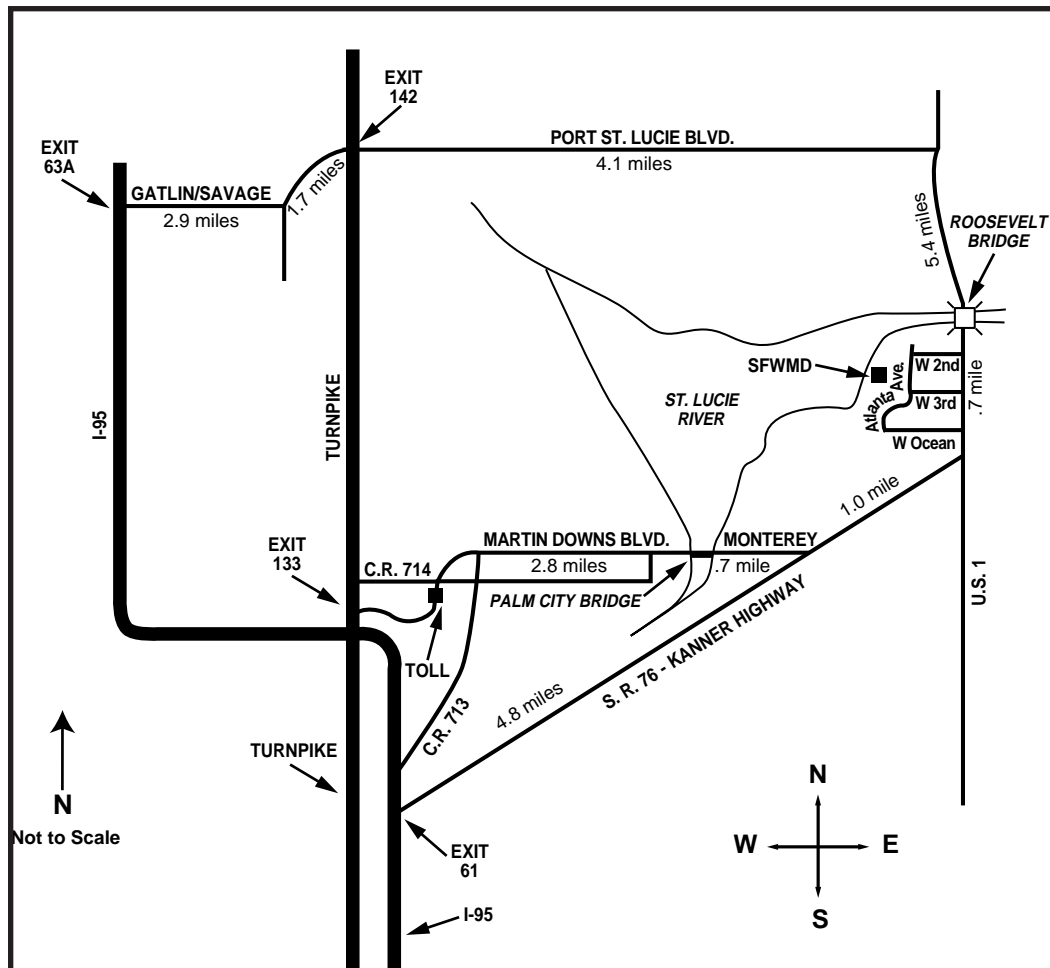 EXIT
142
PORT ST. LUCIE BLVD.
4.1 miles
EXIT
63A
GATLIN/SAVAGE
2.9 miles
1.7 miles
5.4 miles
ROOSEVELT
BRIDGE
SFWMD
Atlanta Ave.
W 2nd
W 3rd
W Ocean
.7 mile
ST. LUCIE
RIVER
I-95
TURNPIKE
1.0 mile
EXIT
133
C.R. 714
MARTIN DOWNS BLVD.
2.8 miles
MONTEREY
.7 mile
PALM CITY BRIDGE
U.S. 1
TOLL
C.R. 713
4.8 miles
S. R. 76 - KANNER HIGHWAY
TURNPIKE
N
Not to Scale
EXIT
61
I-95
N
W
E
S